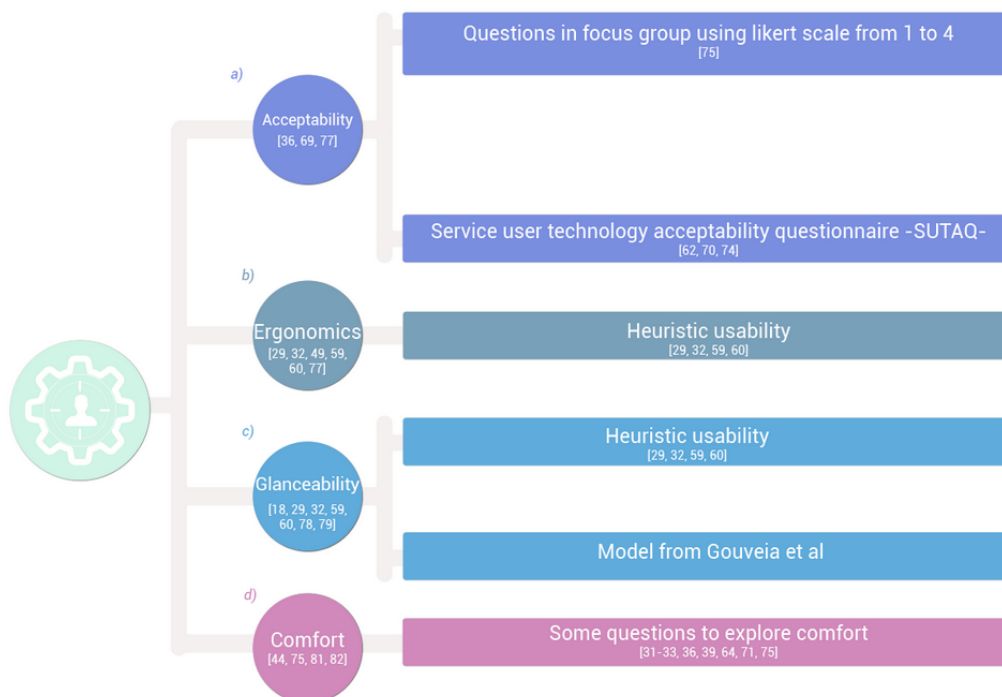 a)
Acceptability
[36, 69, 77]
Questions in focus group using likert scale from 1 to 4
[75]
Service user technology acceptability questionnaire -SUTAQ-
[62, 70, 74]
b)
Ergonomics
[29, 32, 49, 59,
60, 77]
Heuristic usability
[29, 32, 59, 60]
c)
Glanceability
[18, 29, 32, 59,
60, 78, 79]
Heuristic usability
[29, 32, 59, 60]
Model from Gouveia et al
d)
Comfort
[44, 75, 81, 82]
Some questions to explore comfort
[31-33, 36, 39, 64, 71, 75]